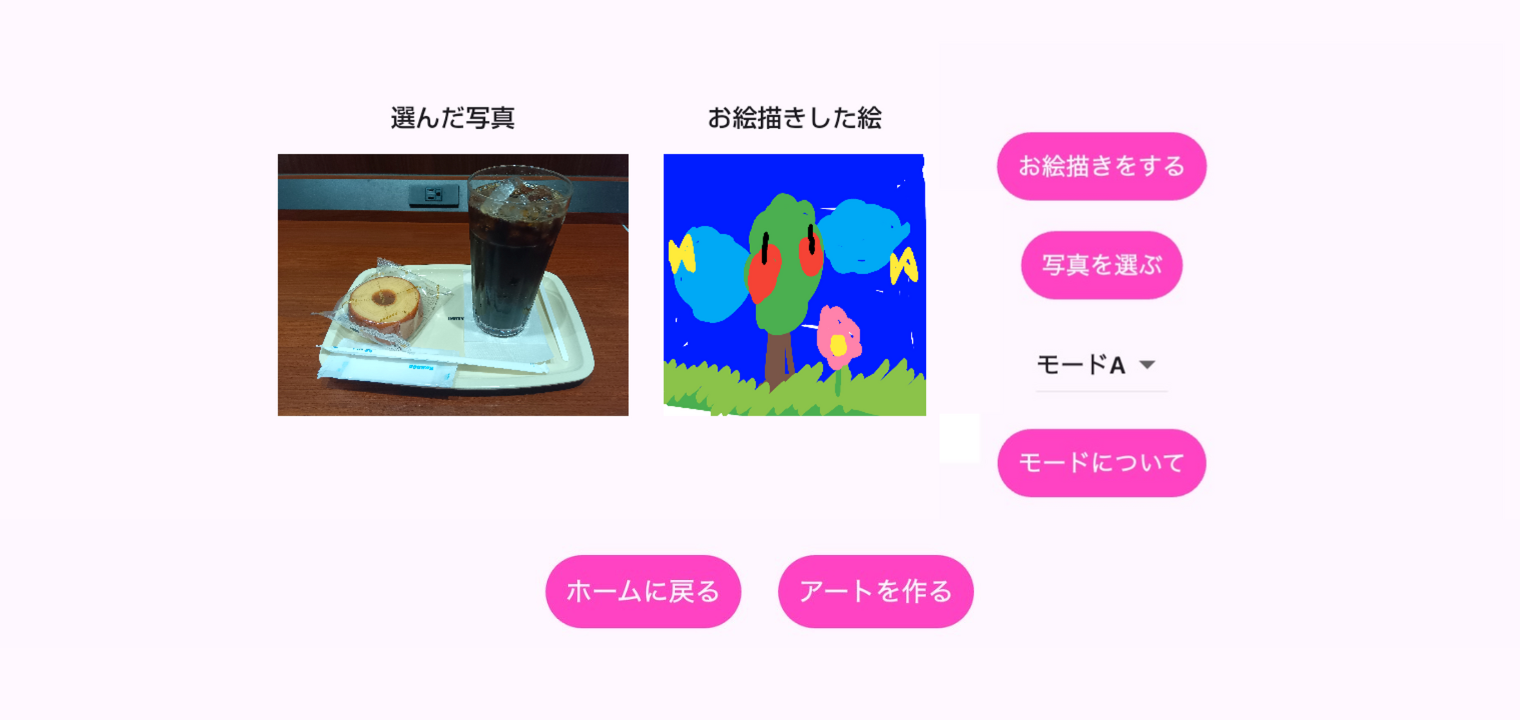 選んだ写真
お絵描きした絵
お絵描きをする
写真を選ぶ
モードA
モードについて
ホームに戻る
アートを作る